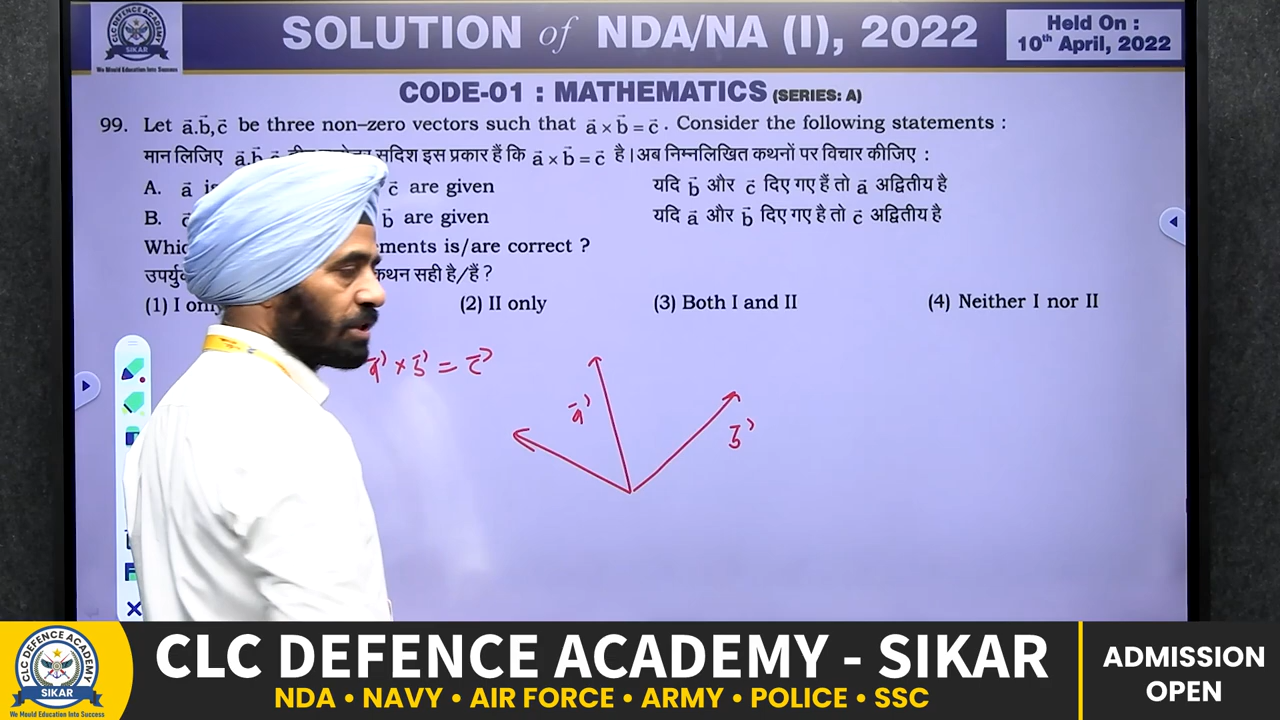 CLC DEFENCE ACADEMY
SIKAR
We Mould Education Into Success
SOLUTION of NDA/NA (I), 2022
Held On :
10th April, 2022
CODE-01 : MATHEMATICS (SERIES: A)
99. Let a⃗.b⃗,c⃗ be three non–zero vectors such that a⃗ × b⃗ = c⃗ . Consider the following statements :
मान लिजिए सदिश इस प्रकार हैं कि a⃗ × b⃗ = c⃗ है। अब निम्नलिखित कथनों पर विचार कीजिए :
A. a⃗ c⃗ are given यदि b⃗ और c⃗ दिए गए हैं तो a⃗ अद्वितीय है
B. b⃗ are given यदि a⃗ और b⃗ दिए गए है तो c⃗ अद्वितीय है
is/are correct ?
कथन सही है/हैं ?
(1) I (2) II only (3) Both I and II (4) Neither I nor II
a⃗ × b⃗ = c⃗
a⃗
b⃗
CLC DEFENCE ACADEMY
SIKAR
We Mould Education Into Success
CLC DEFENCE ACADEMY - SIKAR
NDA • NAVY • AIR FORCE • ARMY • POLICE • SSC
ADMISSION
OPEN